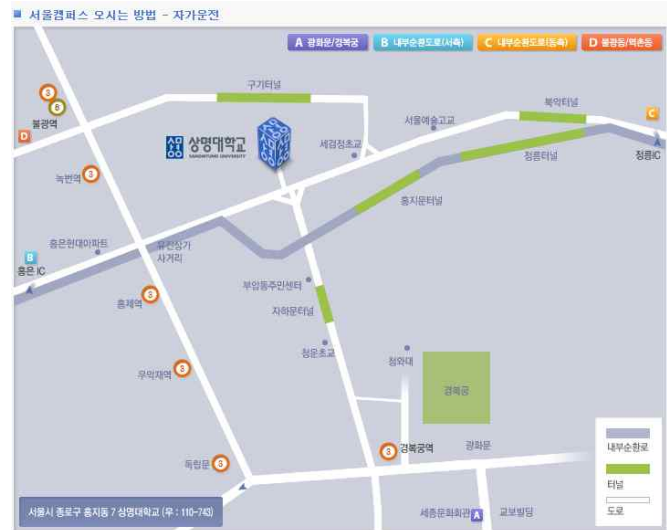 서울캠퍼스 오시는 방법 - 자가운전
A 광화문/경복궁
B 내부순환도로(서측)
C 내부순환도로(동측)
D 불광동/역촌동
구기터널
북악터널
3
6
불광역
D
서울예술고교
C
상명대학교
SANGMYUNG UNIVERSITY
세검정초교
정릉터널
정릉IC
녹번역 3
홍지문터널
홍은현대아파트
유진상가
사거리
B
홍은 IC
부암동주민센터
홍제역
3
자하문터널
청운초교
청와대
무악재역 3
경복궁
내부순환로
3 경복궁역
광화문
독립문 3
터널
서울시 종로구 홍지동 7 상명대학교 (우 : 110-743)
세종문화회관 A
교보빌딩
도로